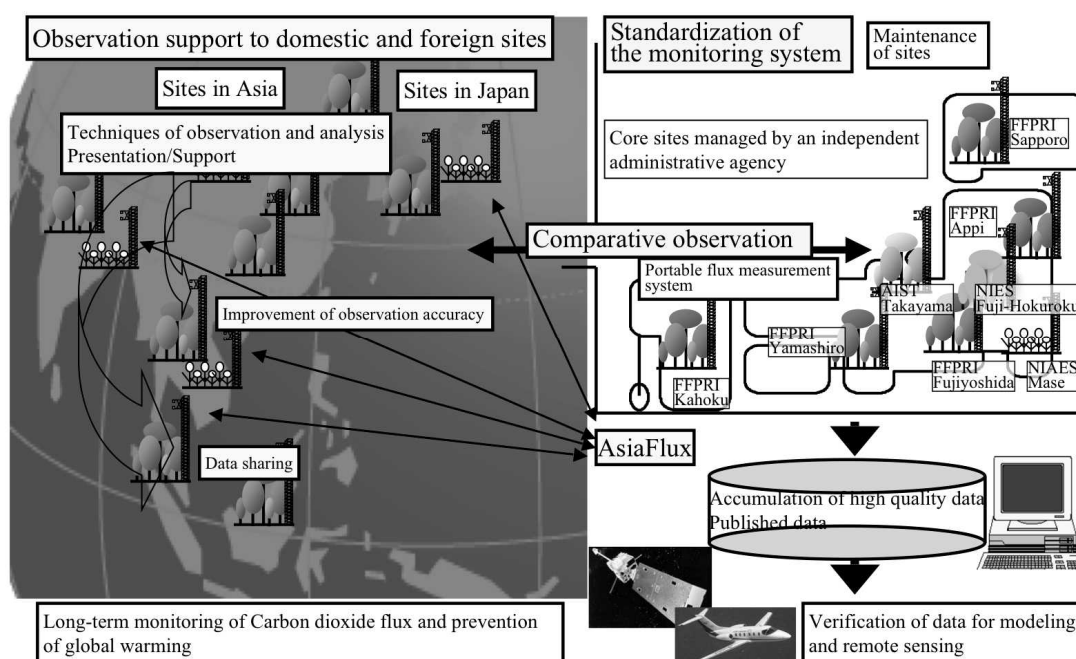 Observation support to domestic and foreign sites
Sites in Asia
Sites in Japan
Techniques of observation and analysis
Presentation/Support
Improvement of observation accuracy
Data sharing
Long-term monitoring of Carbon dioxide flux and prevention
of global warming
Standardization of
the monitoring system
Maintenance
of sites
Core sites managed by an independent
administrative agency
FFPRI
Sapporo
FFPRI
Appi
Comparative observation
Portable flux measurement
system
AIST
Takayama
NIES
Fuji-Hokuroku
FFPRI
Yamashiro
FFPRI
Kahoku
FFPRI
Fujiyoshida
NIAES
Mase
AsiaFlux
Accumulation of high quality data
Published data
Verification of data for modeling
and remote sensing